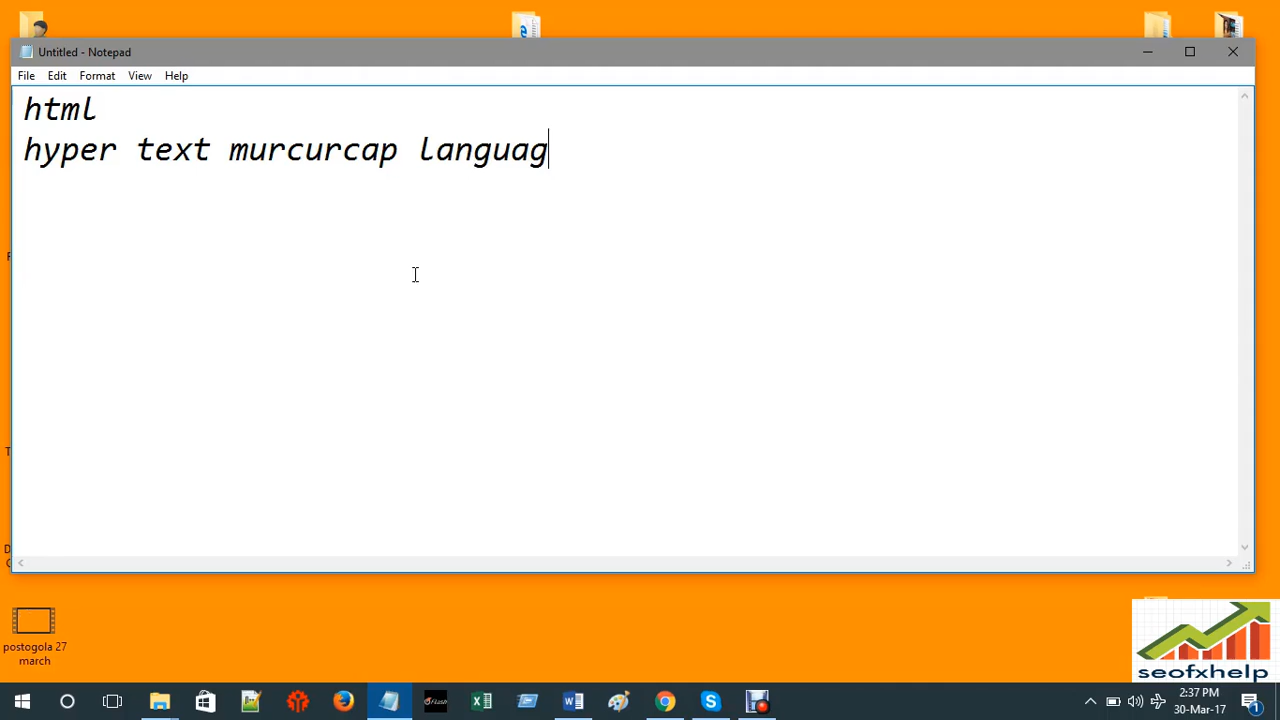 Untitled - Notepad
File Edit Format View Help
html
hyper text murcurcap languag
postogola 27
march
seofxhelp
2:37 PM
30-Mar-17